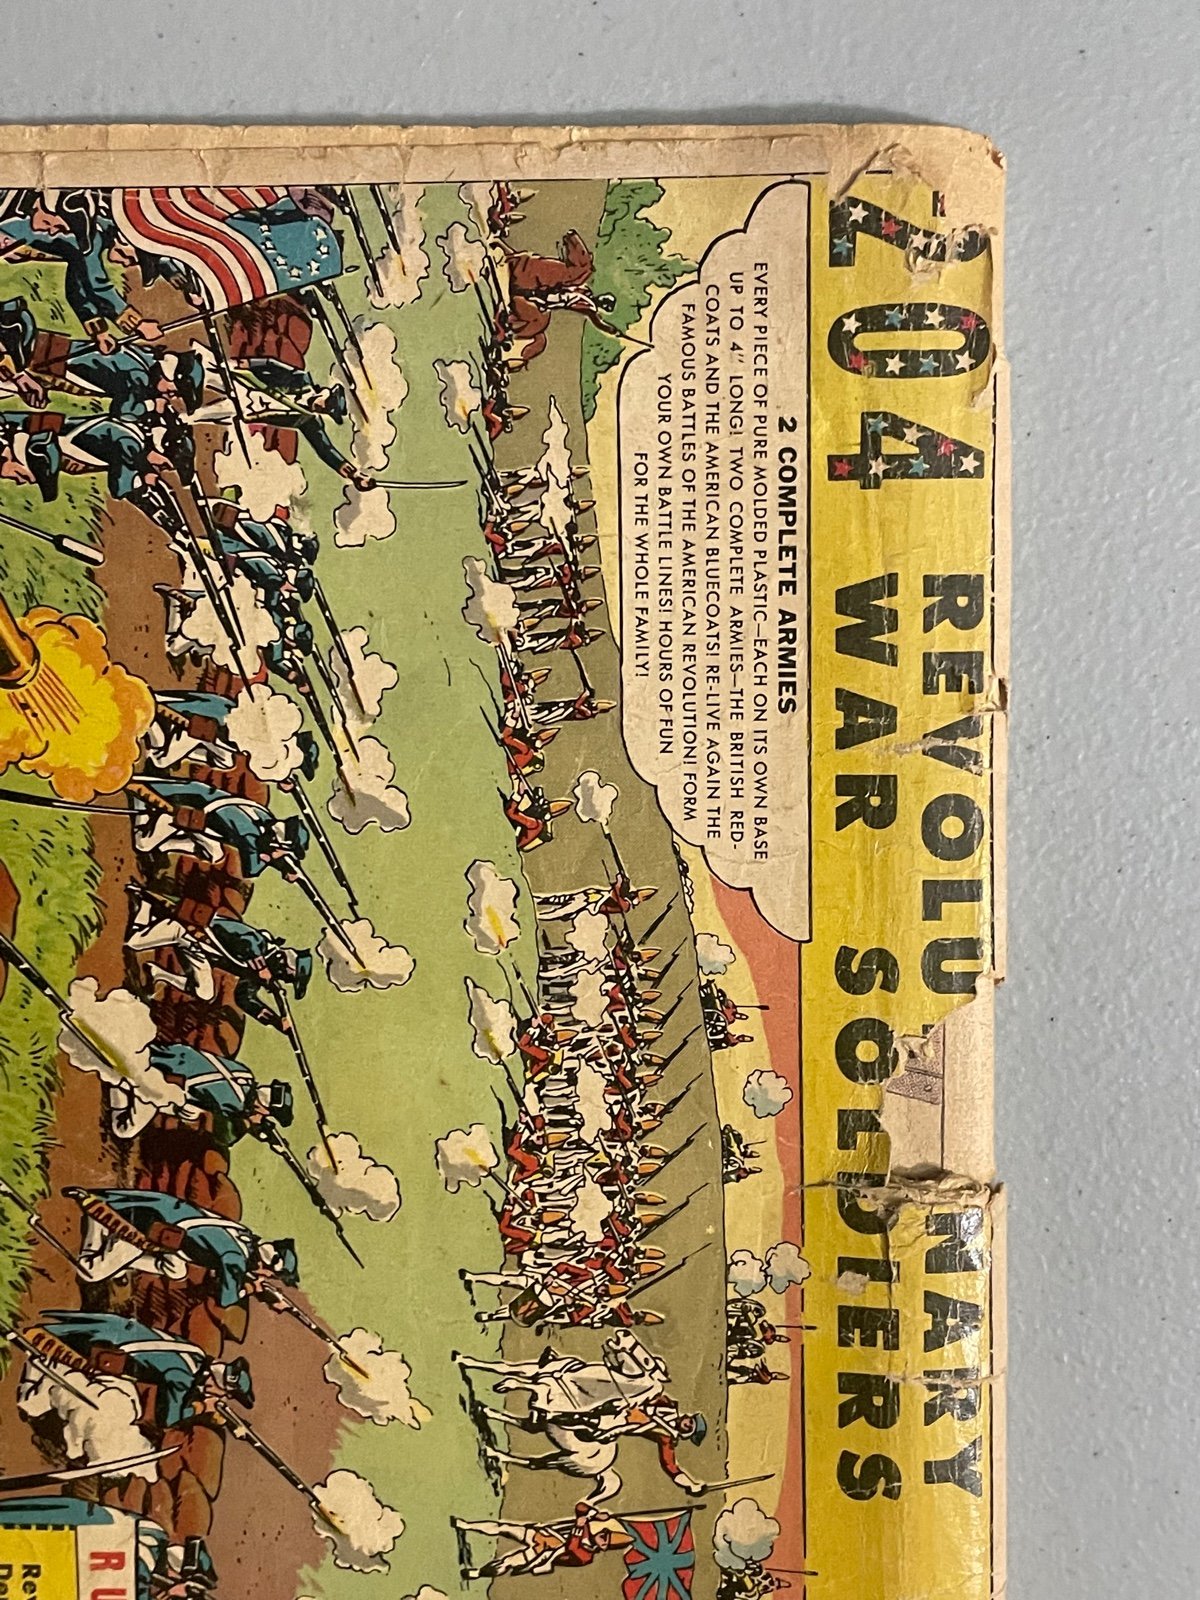 204 REVOLU NARY
WAR SOLDIERS
2 COMPLETE ARMIES
EVERY PIECE OF PURE MOLDED PLASTIC—EACH ON ITS OWN BASE
UP TO 4" LONG! TWO COMPLETE ARMIES—THE BRITISH RED-
COATS AND THE AMERICAN BLUECOATS! RE-LIVE AGAIN THE
FAMOUS BATTLES OF THE AMERICAN REVOLUTION! FORM
YOUR OWN BATTLE LINES! HOURS OF FUN
FOR THE WHOLE FAMILY!